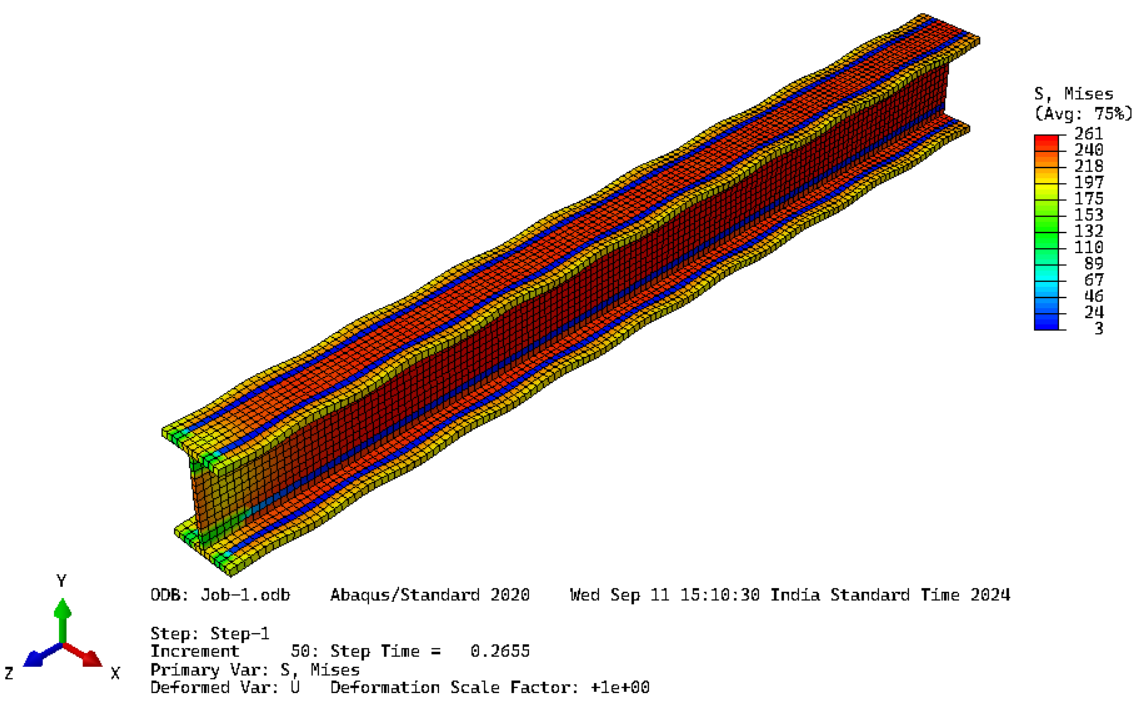 S, Mises
(Avg: 75%)
261
240
218
197
175
153
132
110
89
67
46
24
3
Y
Z
X
ODB: Job-1.odb    Abaqus/Standard 2020    Wed Sep 11 15:10:30 India Standard Time 2024
Step: Step-1
Increment     50: Step Time =   0.2655
Primary Var: S, Mises
Deformed Var: U   Deformation Scale Factor: +1e+00